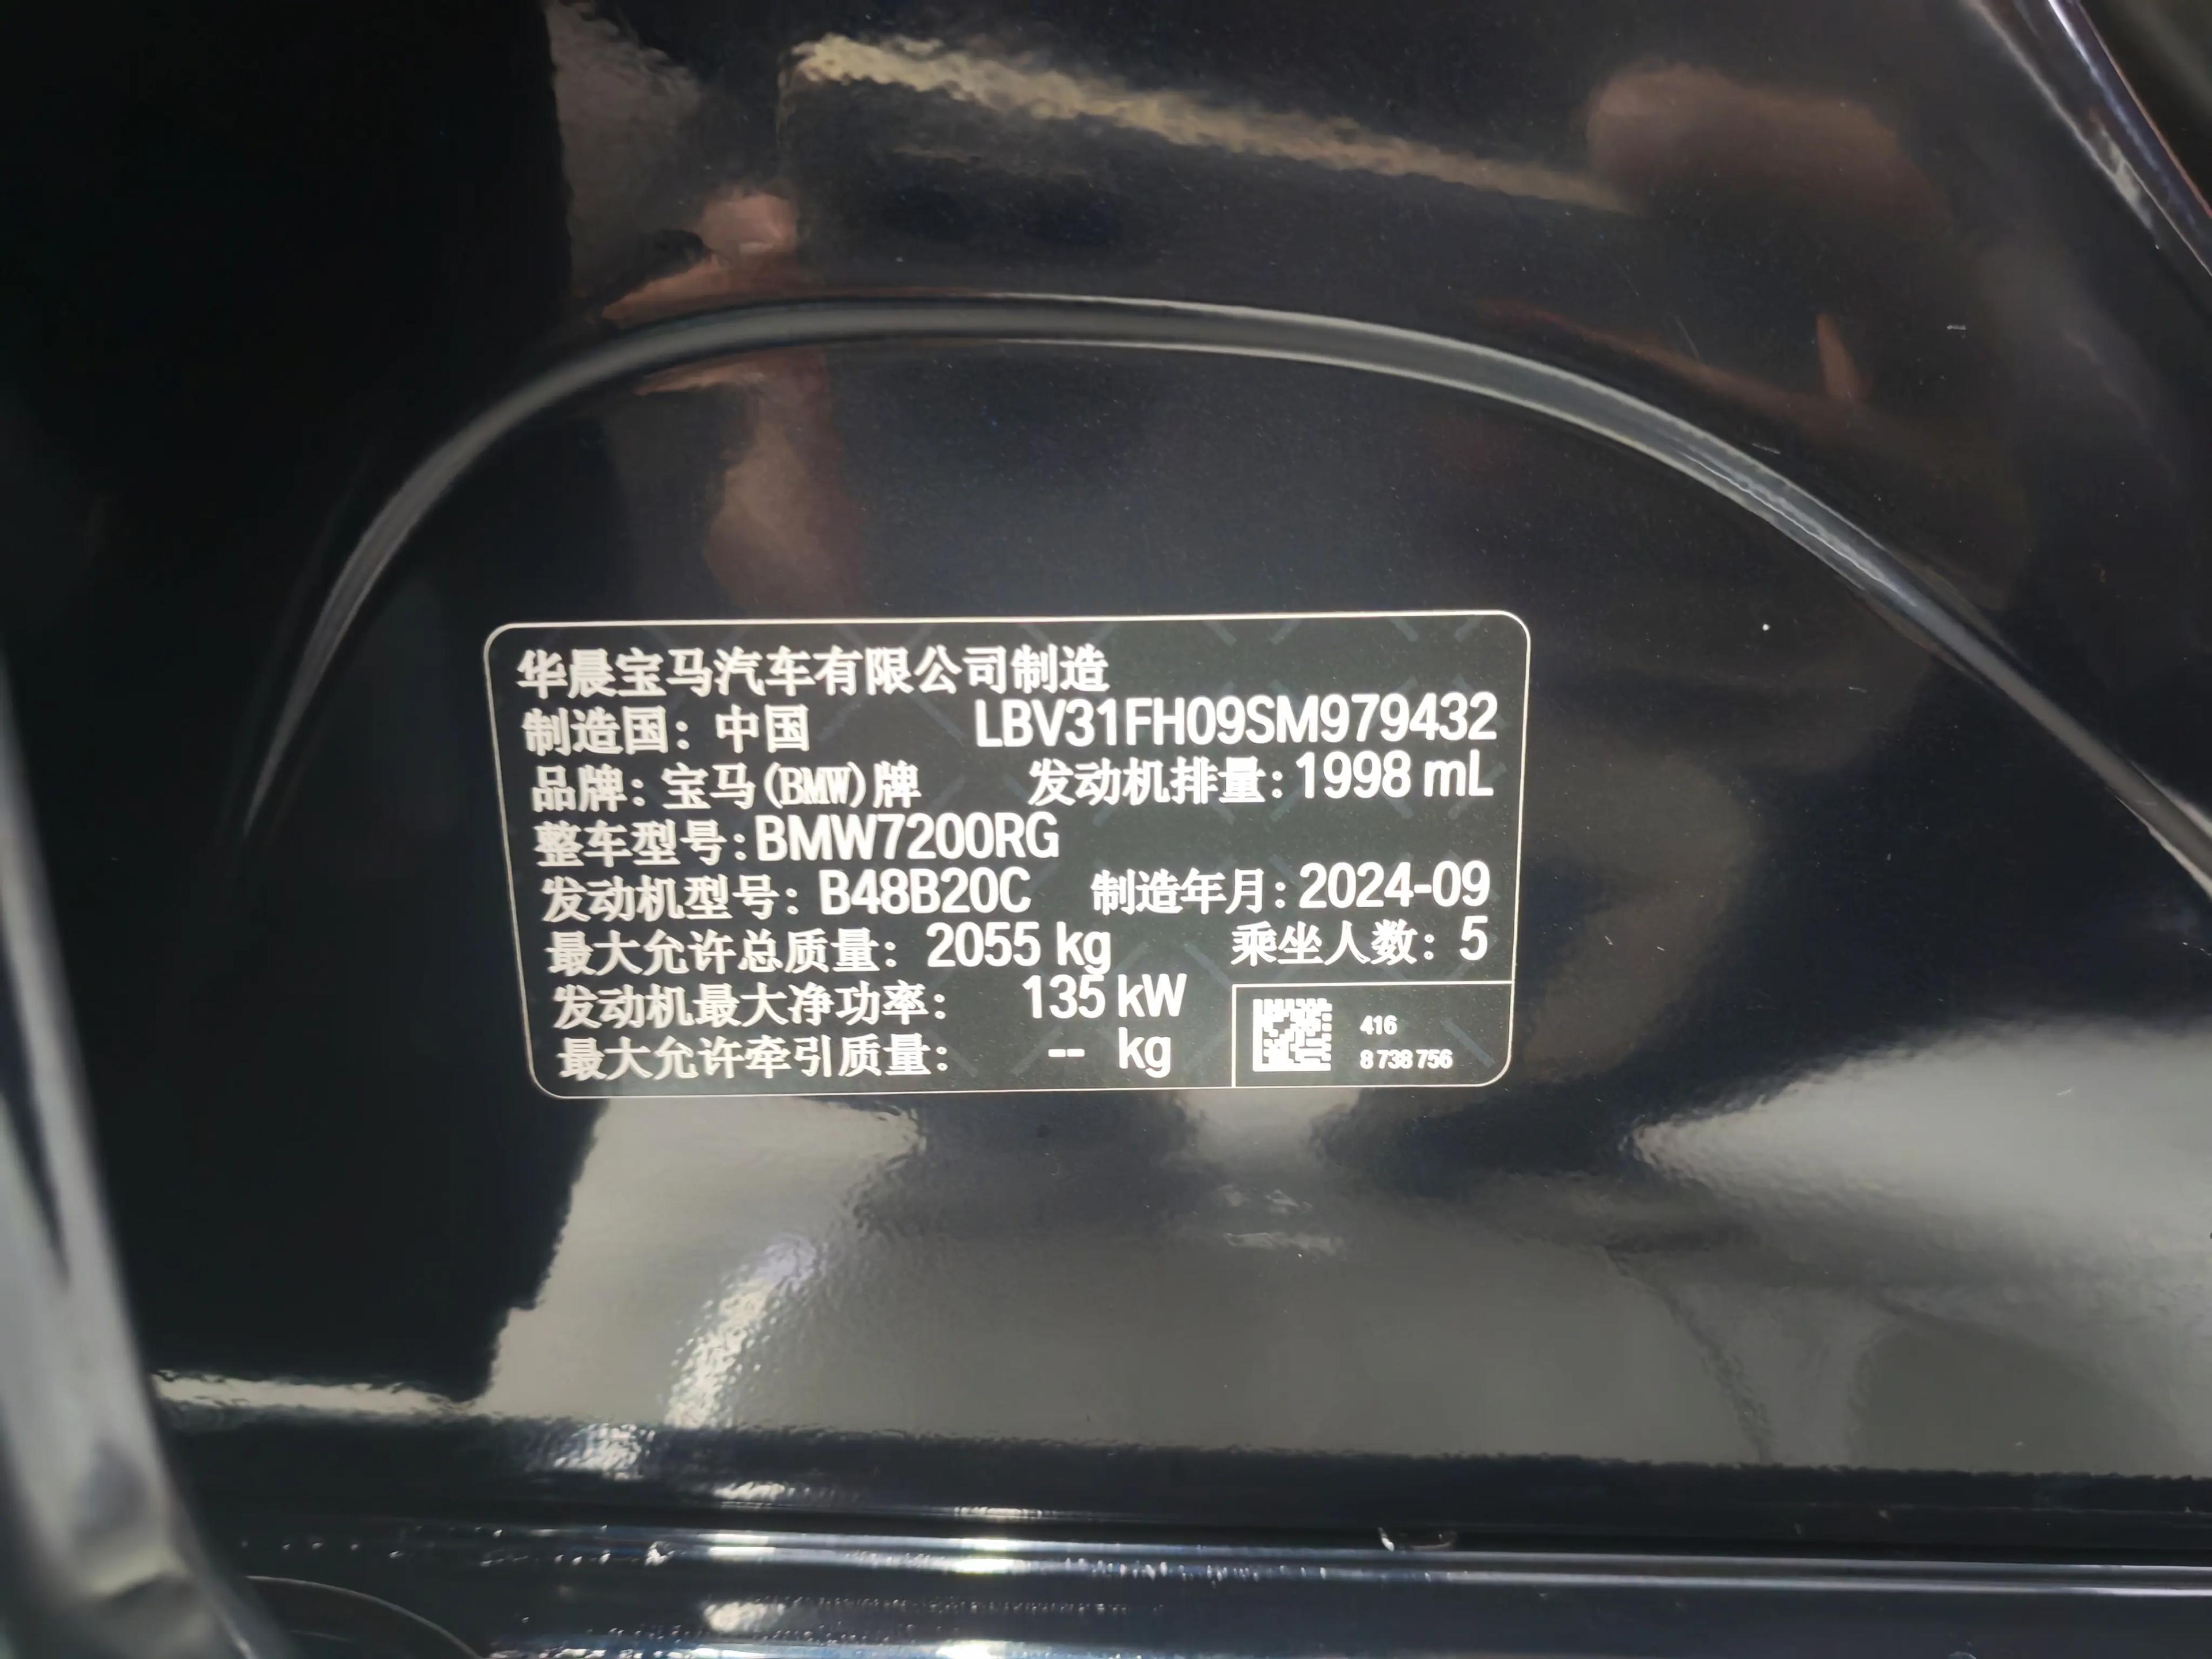 华晨宝马汽车有限公司制造
制造国：中国 LBV31FH09SM979432
品牌：宝马(BMW)牌 发动机排量：1998 mL
整车型号：BMW7200RG
发动机型号：B48B20C 制造年月：2024-09
最大允许总质量：2055 kg 乘坐人数：5
发动机最大净功率：135 kW
最大允许牵引质量：-- kg
416
8 738 756